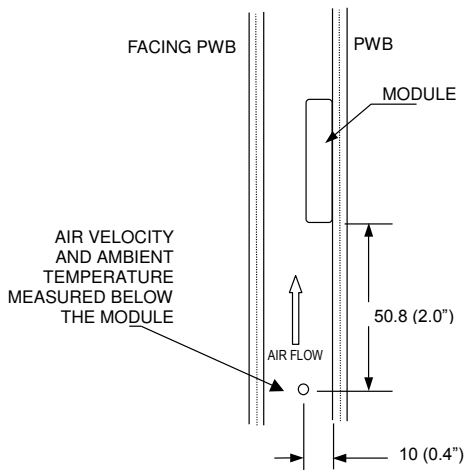 FACING PWB
PWB
MODULE
AIR VELOCITY
AND AMBIENT
TEMPERATURE
MEASURED BELOW
THE MODULE
50.8 (2.0”)
AIR FLOW
10 (0.4”)